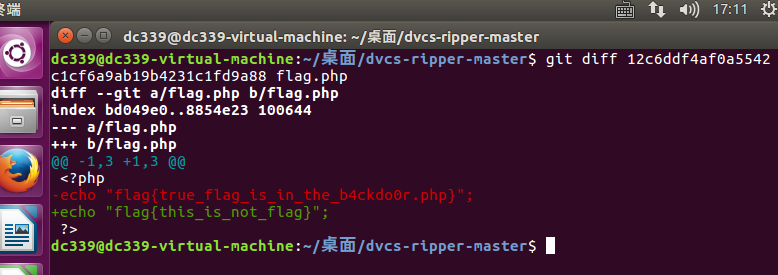 终端
17:11
dc339@dc339-virtual-machine: ~/桌面/dvcs-ripper-master
dc339@dc339-virtual-machine:~/桌面/dvcs-ripper-master$ git diff 12c6ddf4af0a5542
c1cf6a9ab19b4231c1fd9a88 flag.php
diff --git a/flag.php b/flag.php
index bd049e0..8854e23 100644
--- a/flag.php
+++ b/flag.php
@@ -1,3 +1,3 @@
 <?php
-echo "flag{true_flag_is_in_the_b4ckdo0r.php}";
+echo "flag{this_is_not_flag}";
 ?>
dc339@dc339-virtual-machine:~/桌面/dvcs-ripper-master$